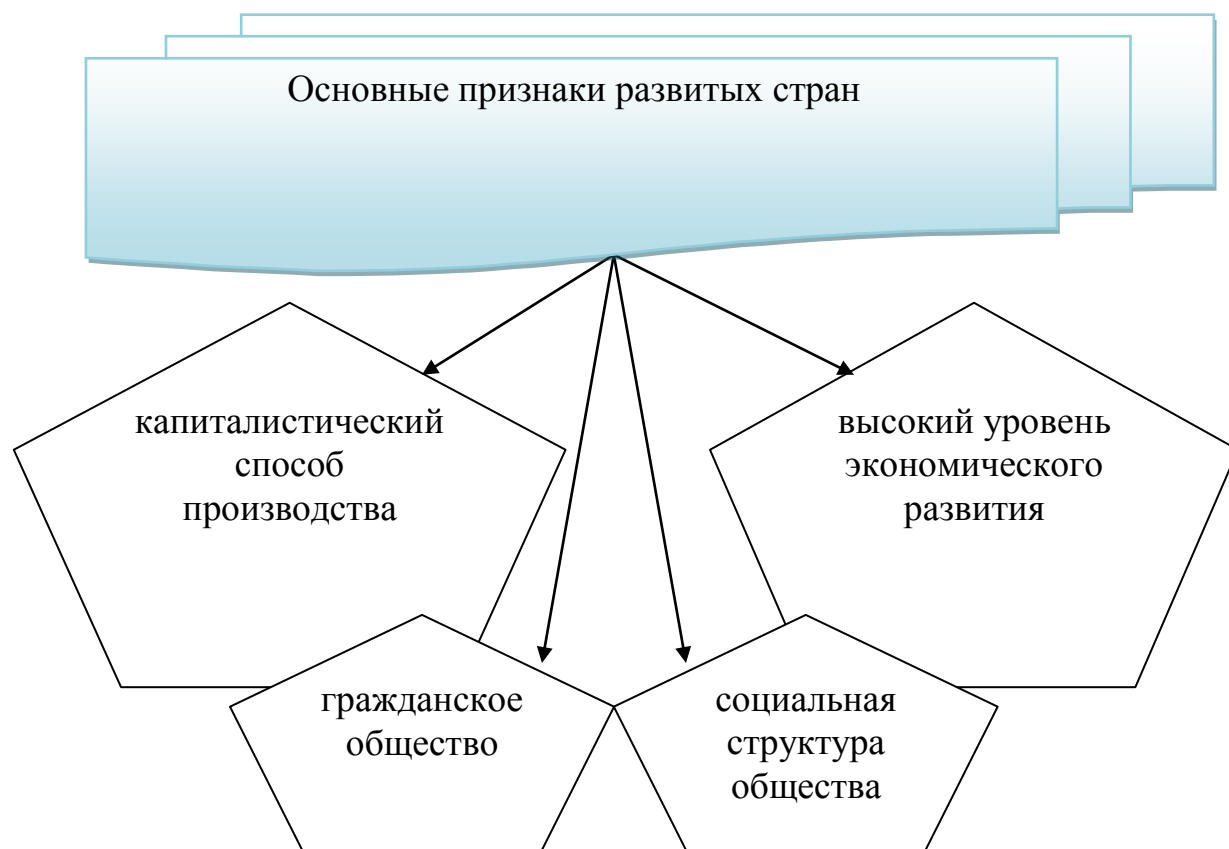 Основные признаки развитых стран
капиталистический
способ
производства
высокий уровень
экономического
развития
гражданское
общество
социальная
структура
общества